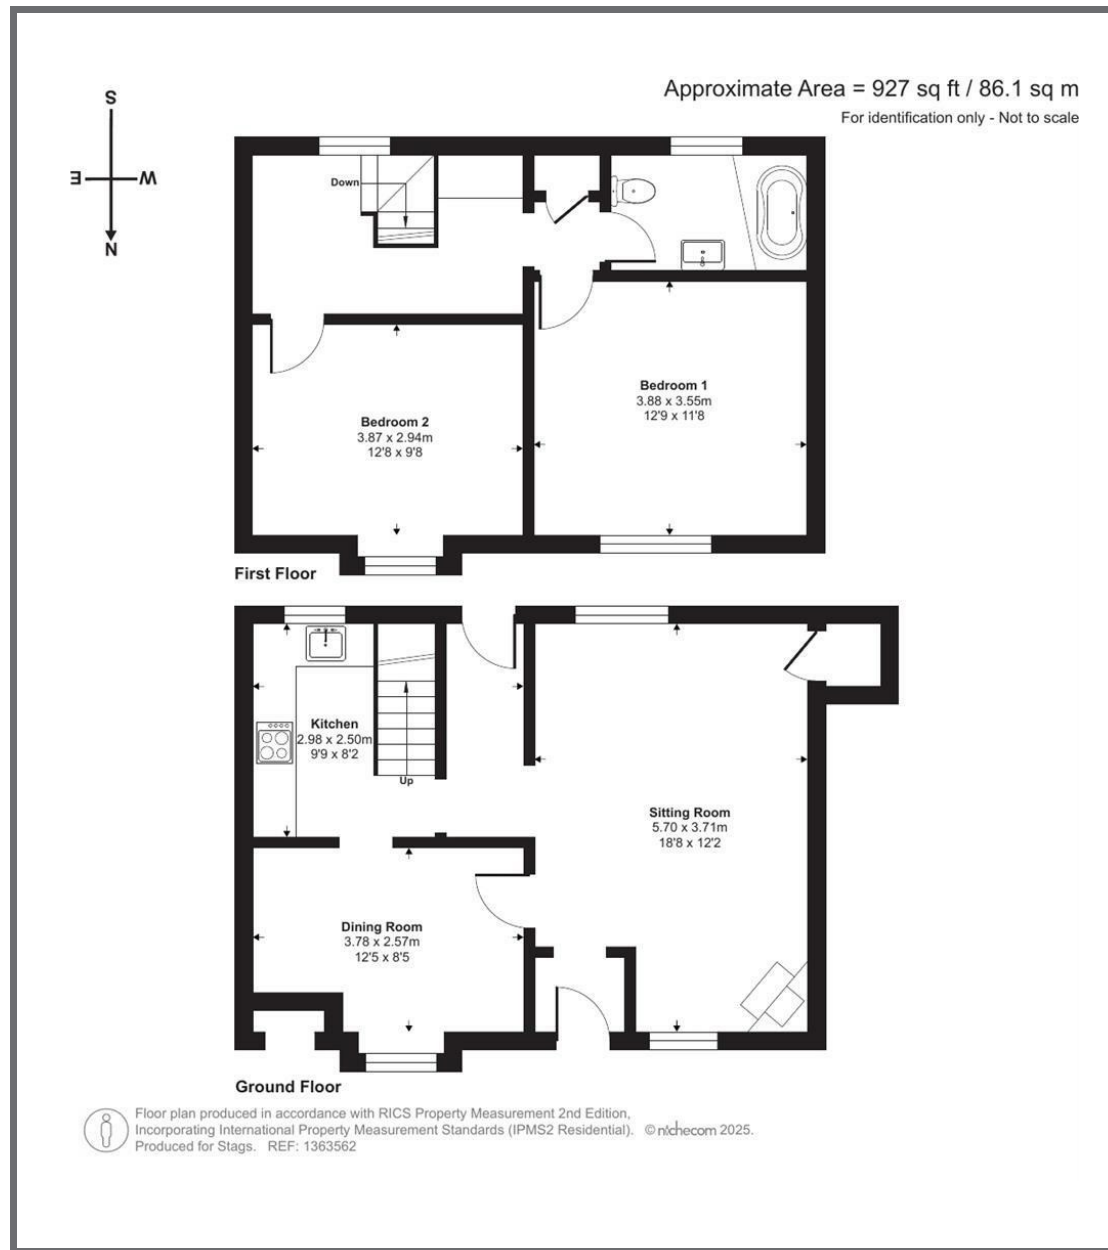 S
E
W
N
Approximate Area = 927 sq ft / 86.1 sq m
For identification only - Not to scale
Down
Bedroom 1
3.88 x 3.55m
12'9 x 11'8
Bedroom 2
3.87 x 2.94m
12'8 x 9'8
First Floor
Kitchen
2.98 x 2.50m
9'9 x 8'2
Up
Sitting Room
5.70 x 3.71m
18'8 x 12'2
Dining Room
3.78 x 2.57m
12'5 x 8'5
Ground Floor
Floor plan produced in accordance with RICS Property Measurement 2nd Edition,
Incorporating International Property Measurement Standards (IPMS2 Residential). © nichecom 2025.
Produced for Stags. REF: 1363562